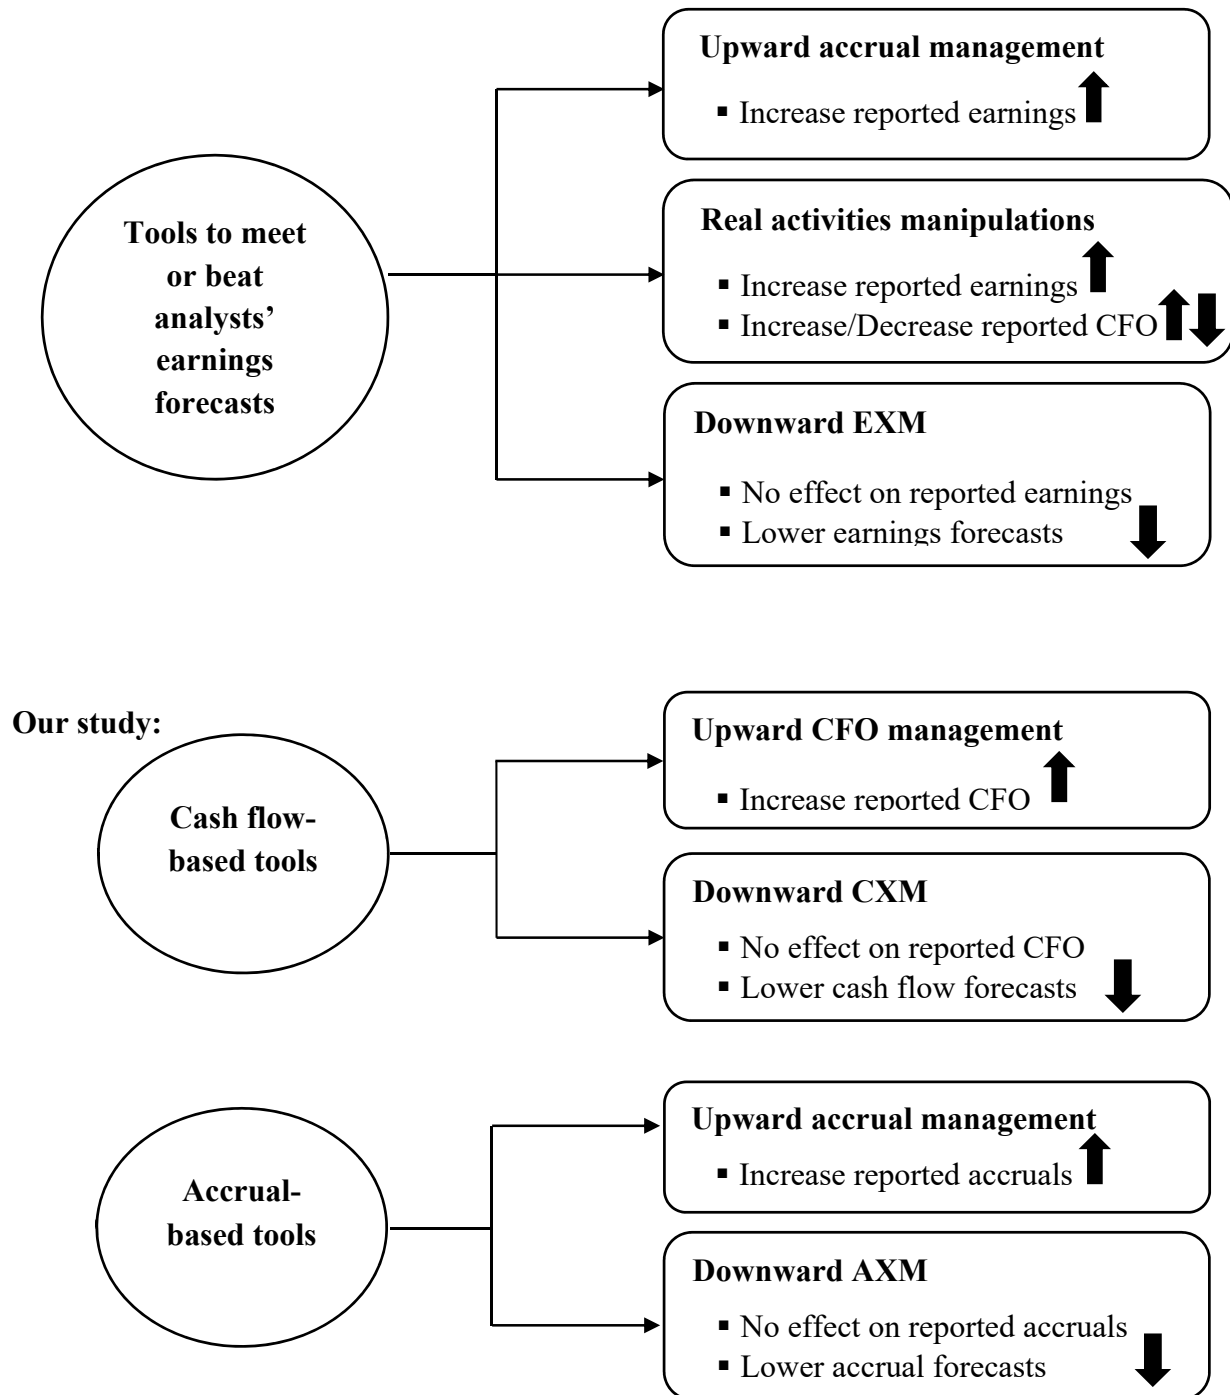 Upward accrual management
▪ Increase reported earnings
Tools to meet
or beat
analysts’
earnings
forecasts
Real activities manipulations
▪ Increase reported earnings
▪ Increase/Decrease reported CFO
Downward EXM
▪ No effect on reported earnings
▪ Lower earnings forecasts
Our study:
Cash flow-
based tools
Upward CFO management
▪ Increase reported CFO
Downward CXM
▪ No effect on reported CFO
▪ Lower cash flow forecasts
Accrual-
based tools
Upward accrual management
▪ Increase reported accruals
Downward AXM
▪ No effect on reported accruals
▪ Lower accrual forecasts